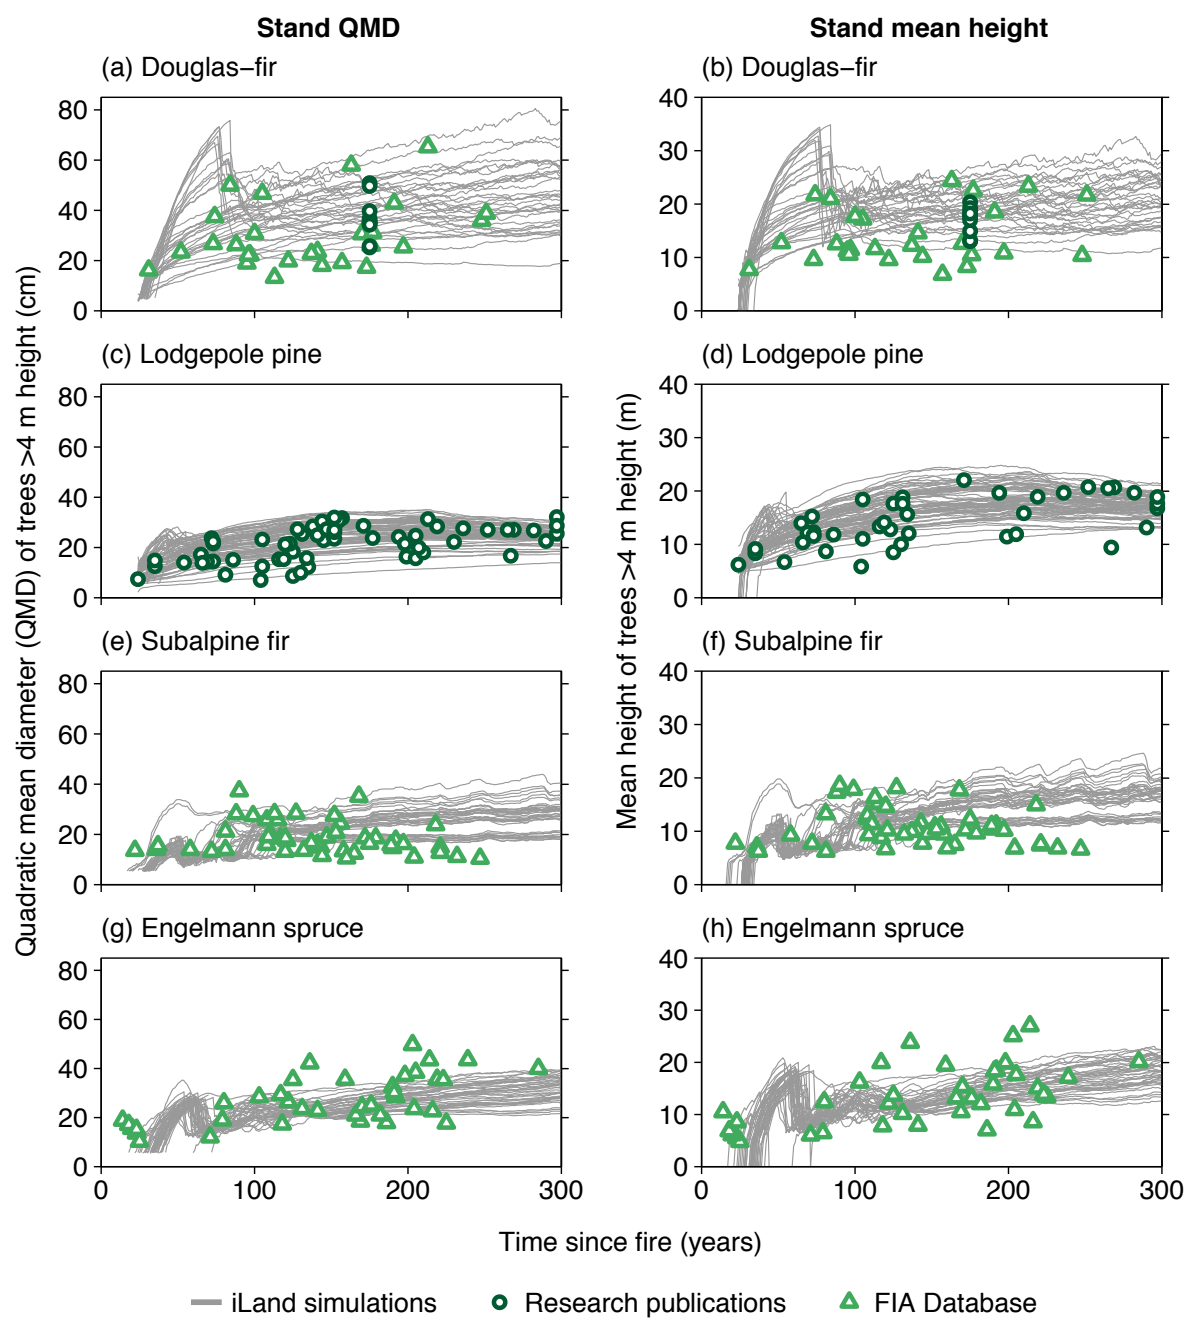 Stand QMD
Stand mean height
(a) Douglas−fir
(b) Douglas−fir
80
60
40
20
0
40
30
20
10
0
(c) Lodgepole pine
(d) Lodgepole pine
80
60
40
20
0
40
30
20
10
0
(e) Subalpine fir
(f) Subalpine fir
80
60
40
20
0
40
30
20
10
0
(g) Engelmann spruce
(h) Engelmann spruce
80
60
40
20
0
40
30
20
10
0
0 100 200 300
0 100 200 300
Quadratic mean diameter (QMD) of trees >4 m height (cm)
Mean height of trees >4 m height (m)
Time since fire (years)
iLand simulations
Research publications
FIA Database